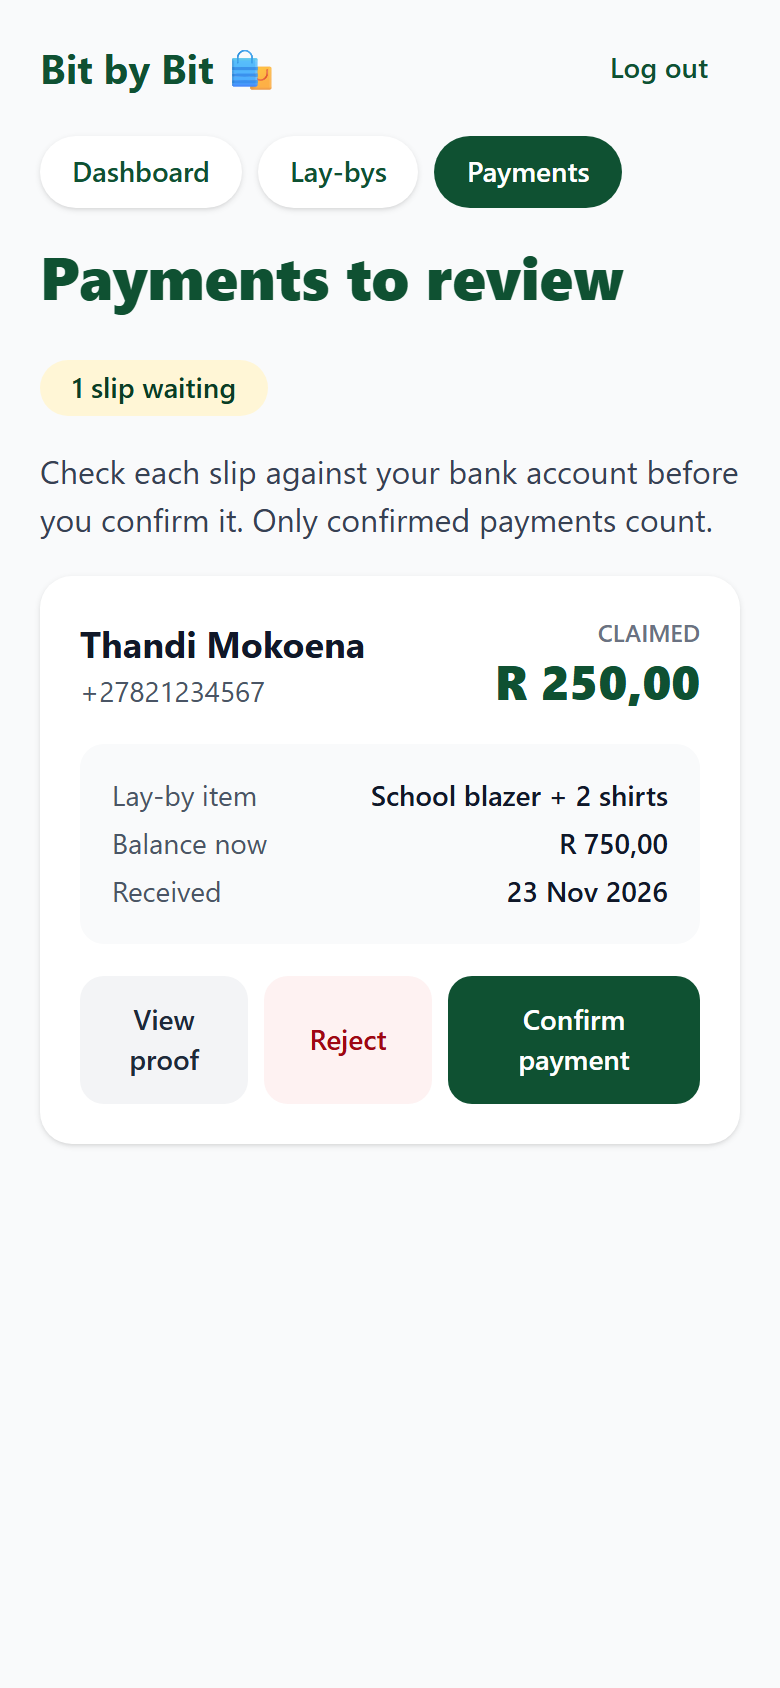 Bit by Bit 🛍️
Log out
Dashboard
Lay-bys
Payments
Payments to review
1 slip waiting
Check each slip against your bank account before
you confirm it. Only confirmed payments count.
Thandi Mokoena
+27821234567
CLAIMED
R 250,00
Lay-by item School blazer + 2 shirts
Balance now R 750,00
Received 23 Nov 2026
View
proof
Reject
Confirm
payment